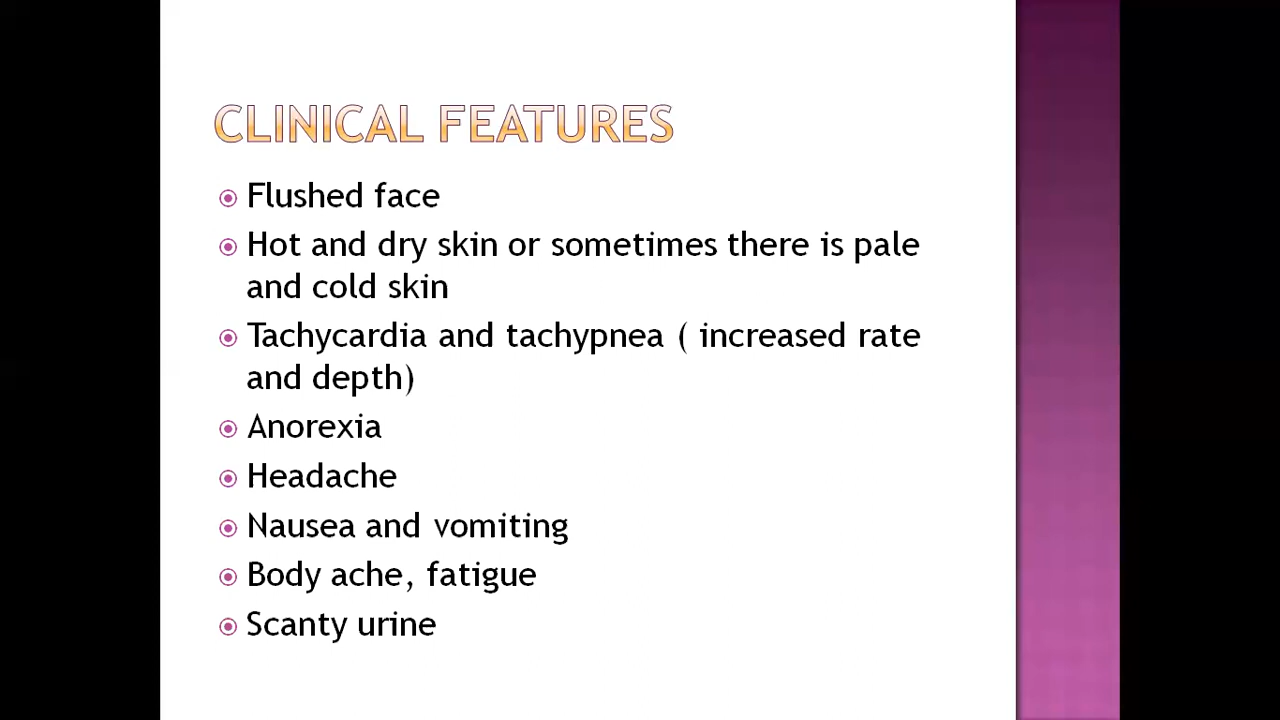 CLINICAL FEATURES
Flushed face
Hot and dry skin or sometimes there is pale
and cold skin
Tachycardia and tachypnea ( increased rate
and depth)
Anorexia
Headache
Nausea and vomiting
Body ache, fatigue
Scanty urine